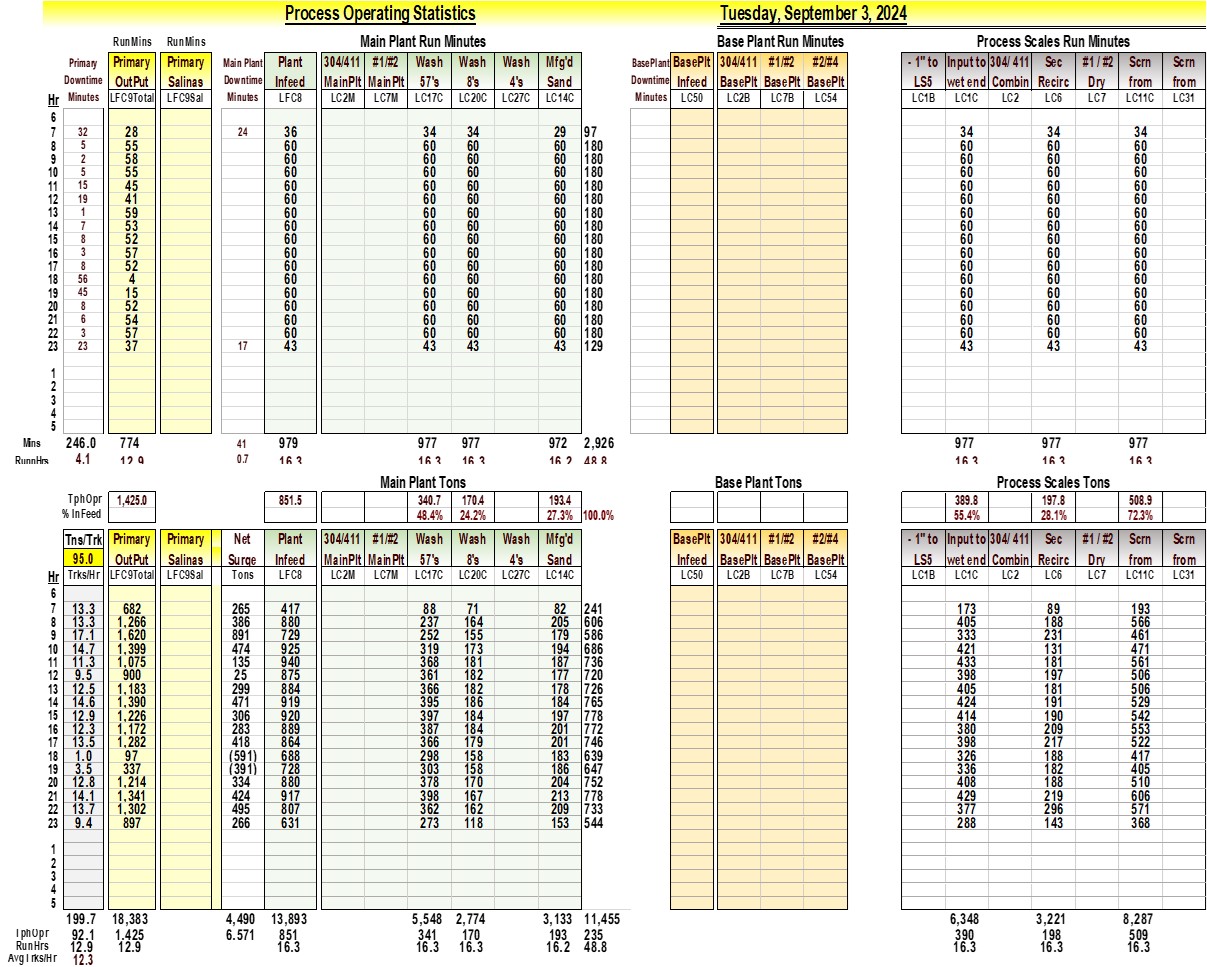 Process Operating Statistics Tuesday, September 3, 2024
RunMins RunMins Main Plant Run Minutes Base Plant Run Minutes Process Scales Run Minutes
Primary Primary Primary Main Plant Plant 304/411 #1/#2 Wash Wash Wash Mfg'd BasePlant BasePlt 304/411 #1/#2 #2/#4 - 1" to Input to 304/ 411 Sec #1 / #2 Scrn Scrn
Downtime OutPut Salinas Downtime Infeed MainPlt MainPlt 57's 8's 4's Sand Downtime Infeed BasePlt BasePlt BasePlt LS5 wet end Combin Recirc Dry from from
Hr Minutes LFC9Total LFC9Sal Minutes LFC8 LC2M LC7M LC17C LC20C LC27C LC14C Minutes LC50 LC2B LC7B LC54 LC1B LC1C LC2 LC6 LC7 LC11C LC31
6
7 32 28 24 36 34 34 29 97 34 34 34
8 5 55 60 60 60 60 180 60 60 60
9 2 58 60 60 60 60 180 60 60 60
10 5 55 60 60 60 60 180 60 60 60
11 15 45 60 60 60 60 180 60 60 60
12 19 41 60 60 60 60 180 60 60 60
13 1 59 60 60 60 60 180 60 60 60
14 7 53 60 60 60 60 180 60 60 60
15 8 52 60 60 60 60 180 60 60 60
16 3 57 60 60 60 60 180 60 60 60
17 8 52 60 60 60 60 180 60 60 60
18 56 4 60 60 60 60 180 60 60 60
19 45 15 60 60 60 60 180 60 60 60
20 8 52 60 60 60 60 180 60 60 60
21 6 54 60 60 60 60 180 60 60 60
22 3 57 60 60 60 60 180 60 60 60
23 23 37 17 43 43 43 43 129 43 43 43
1
2
3
4
5
Mins 246.0 774 41 979 977 977 972 2,926 977 977 977
RunnHrs 4.1 12.9 0.7 16.3 16.3 16.3 16.2 48.8 16.3 16.3 16.3
Main Plant Tons Base Plant Tons Process Scales Tons
TphOpr 1,425.0 851.5 340.7 170.4 193.4 389.8 197.8 508.9
% InFeed 48.4% 24.2% 27.3% 100.0% 55.4% 28.1% 72.3%
Tns/Trk Primary Primary Net Plant 304/411 #1/#2 Wash Wash Wash Mfg'd BasePlt 304/411 #1/#2 #2/#4 - 1" to Input to 304/ 411 Sec #1 / #2 Scrn Scrn
95.0 OutPut Salinas Surge Infeed MainPlt MainPlt 57's 8's 4's Sand Infeed BasePlt BasePlt BasePlt LS5 wet end Combin Recirc Dry from from
Hr Trks/Hr LFC9Total LFC9Sal Tons LFC8 LC2M LC7M LC17C LC20C LC27C LC14C LC50 LC2B LC7B LC54 LC1B LC1C LC2 LC6 LC7 LC11C LC31
6
7 13.3 682 265 417 88 71 82 241 173 89 193
8 13.3 1,266 386 880 237 164 205 606 405 188 566
9 17.1 1,620 891 729 252 155 179 586 333 231 461
10 14.7 1,399 474 925 319 173 194 686 421 131 471
11 11.3 1,075 135 940 368 181 187 736 433 181 561
12 9.5 900 25 875 361 182 177 720 398 197 506
13 12.5 1,183 299 884 366 182 178 726 405 181 506
14 14.6 1,390 471 919 395 186 184 765 424 191 529
15 12.9 1,226 306 920 397 184 197 778 414 190 542
16 12.3 1,172 283 889 387 184 201 772 380 209 553
17 13.5 1,282 418 864 366 179 201 746 398 217 522
18 1.0 97 (591) 688 298 158 183 639 326 188 417
19 3.5 337 (391) 728 303 158 186 647 336 182 405
20 12.8 1,214 334 880 378 170 204 752 408 188 510
21 14.1 1,341 424 917 398 167 213 778 429 219 606
22 13.7 1,302 495 807 362 162 209 733 377 296 571
23 9.4 897 266 631 273 118 153 544 288 143 368
1
2
3
4
5
199.7 18,383 4,490 13,893 5,548 2,774 3,133 11,455 6,348 3,221 8,287
TphOpr 92.1 1,425 6.571 851 341 170 193 235 390 198 509
RunHrs 12.9 12.9 16.3 16.3 16.3 16.2 48.8 16.3 16.3 16.3
AvgTrks/Hr 12.3